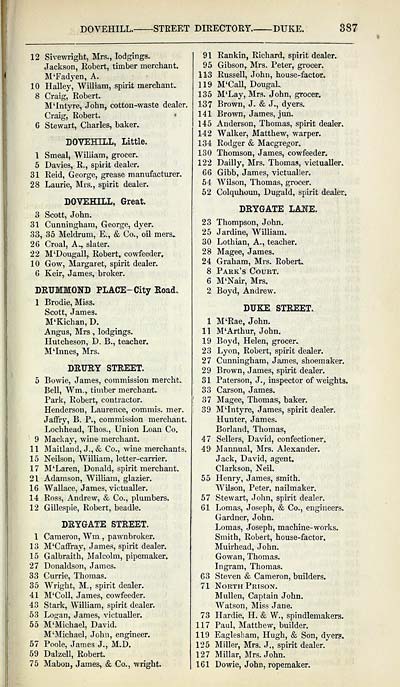 DOVEHILL.——STREET DIRECTORY.——DUKE. 387
12 Sivewright, Mrs., lodgings.
Jackson, Robert, timber merchant.
M'Fadyen, A.
10 Halley, William, spirit merchant.
8 Craig, Robert.
M'Intyre, John, cotton-waste dealer.
Craig, Robert.
6 Stewart, Charles, baker.
DOVEHILL, Little.
1 Smeal, William, grocer.
5 Davies, R., spirit dealer.
31 Reid, George, grease manufacturer.
28 Laurie, Mrs., spirit dealer.
DOVEHILL, Great.
3 Scott, John.
31 Cunningham, George, dyer.
33, 35 Meldrum, E., & Co., oil mers.
26 Croal, A., slater.
22 M'Dougall, Robert, cowfeeder.
10 Gow, Margaret, spirit dealer.
6 Keir, James, broker.
DRUMMOND PLACE—City Road.
1 Brodie, Miss.
Scott, James.
M'Kichan, D.
Angus, Mrs , lodgings.
Hutcheson, D. B., teacher.
M'Innes, Mrs.
DRURY STREET.
5 Bowie, James, commission mercht.
Bell, Wm., timber merchant.
Park, Robert, contractor.
Henderson, Laurence, commis. mer.
Jaffry, B. P., commission merchant.
Lochhead, Thos., Union Loan Co.
9 Mackay, wine merchant.
11 Maitland, J., & Co., wine merchants.
15 Neilson, William, letter-carrier.
17 M'Laren, Donald, spirit merchant.
21 Adamson, William, glazier.
16 Wallace, James, victualler.
14 Ross, Andrew, & Co., plumbers.
12 Gillespie, Robert, beadle.
DRYGATE STREET.
1 Cameron, Wm , pawnbroker.
13 M'Caffray, James, spirit dealer.
15 Galbraith, Malcolm, pipemaker.
27 Donaldson, James.
33 Currie, Thomas.
35 Wright, M., spirit dealer.
41 M'Coll, James, cowfeeder.
43 Stark, William, spirit dealer.
53 Logan, James, victualler.
55 M'Michael, David.
M'Michael, John, engineer.
57 Poole, James J., M.D.
59 Dalzell, Robert.
75 Mabon, James, & Co., wright.
91 Rankin, Richard, spirit dealer.
95 Gibson, Mrs. Peter, grocer.
113 Russell, John, house-factor.
119 M'Call, Dougal.
135 M'Lay, Mrs. John, grocer.
137 Brown, J. & J., dyers.
141 Brown, James, jun.
145 Anderson, Thomas, spirit dealer.
142 Walker, Matthew, warper.
134 Rodger & Macgregor.
130 Thomson, James, cowfeeder.
122 Dailly, Mrs. Thomas, victualler.
66 Gibb, James, victualler.
54 Wilson, Thomas, grocer.
52 Colquhoun, Dugald, spirit dealer.
DRYGATE LANE.
23 Thompson, John.
25 Jardine, William.
30 Lothian, A., teacher.
28 Magee, James.
24 Graham, Mrs. Robert.
8 PARK'S COURT.
6 M'Nair, Mrs.
2 Boyd, Andrew.
DUKE STREET.
1 M'Rae, John.
11 M'Arthur, John.
19 Boyd, Helen, grocer.
23 Lyon, Robert, spirit dealer.
27 Cunningham, James, shoemaker.
29 Brown, James, spirit dealer.
31 Paterson, J., inspector of weights.
33 Carson, James.
37 Magee, Thomas, baker.
39 M'Intyre, James, spirit dealer.
Hunter, James.
Borland, Thomas,
47 Sellers, David, confectioner.
49 Mannual, Mrs. Alexander.
Jack, David, agent.
Clarkson, Neil.
55 Henry, James, smith.
Wilson, Peter, nailmaker.
57 Stewart, John, spirit dealer.
61 Lomas, Joseph, & Co., engineers.
Gardner, John.
Lomas, Joseph, machine-works.
Smith, Robert, house-factor.
Muirhead, John.
Gowan, Thomas.
Ingram, Thomas.
63 Steven & Cameron, builders.
71 NORTH PRISON.
Mullen, Captain John.
Watson, Miss Jane.
73 Hardie, H. & W., spindlemakers.
117 Paul, Matthew, builder.
119 Eaglesham, Hugh, & Son, dyers.
125 Miller, Mrs. J., spirit dealer.
127 Millar, Mrs. John.
161 Dowie, John, ropemaker.